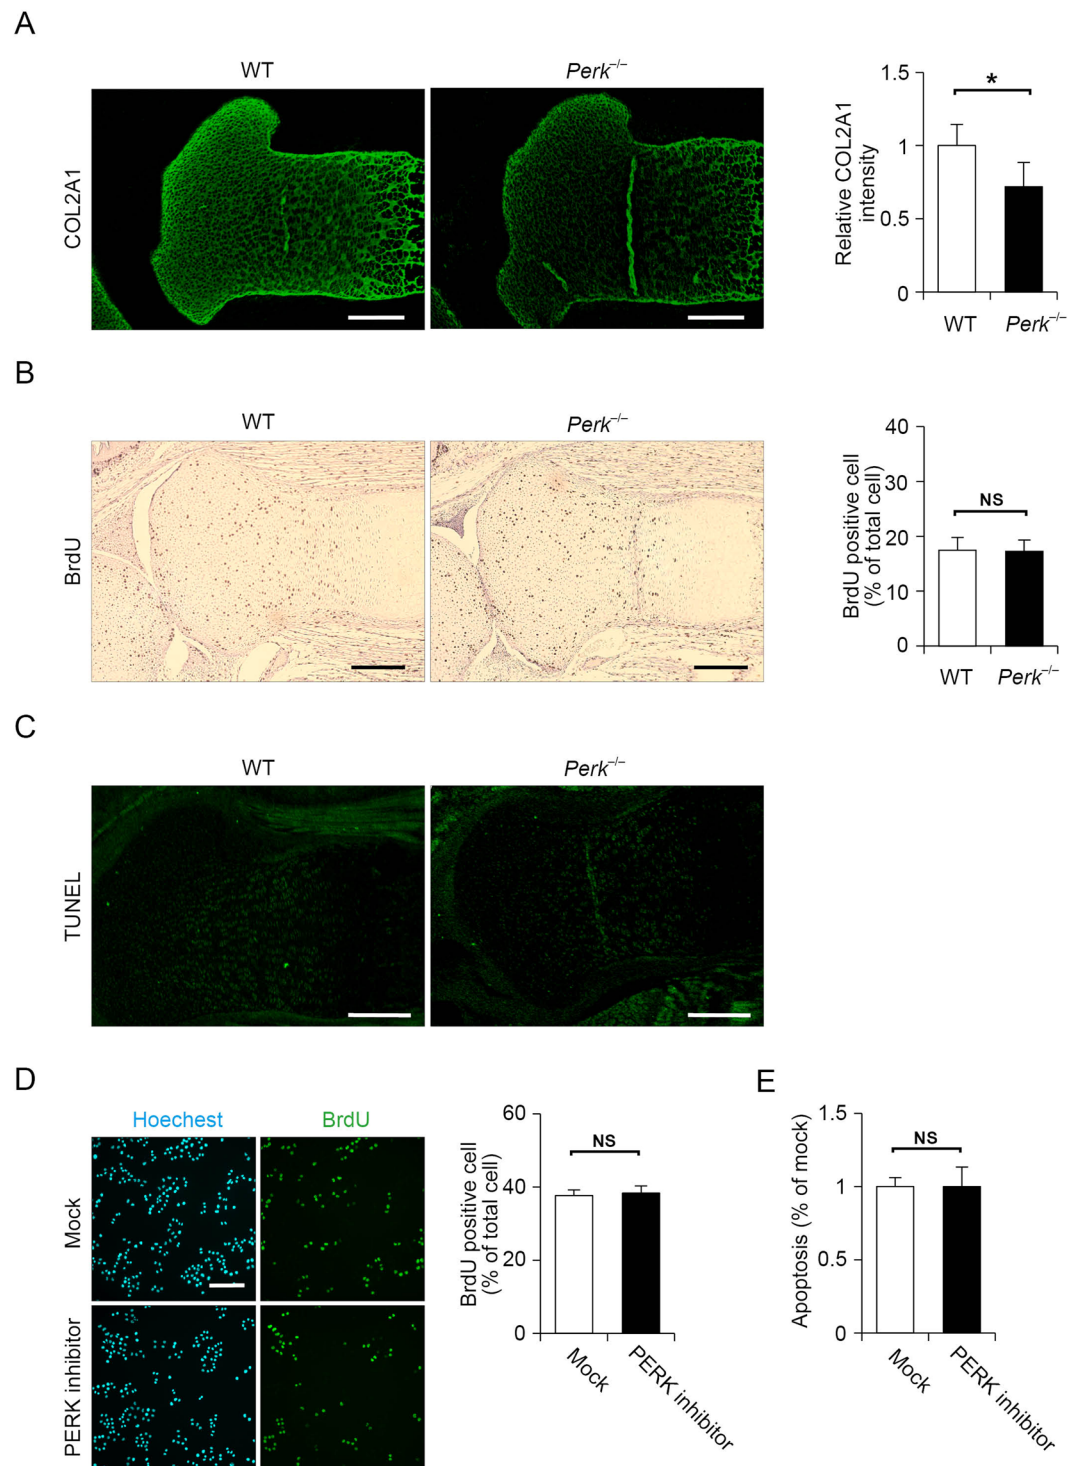 A
WT
Perk–/–
COL2A1
Relative COL2A1
intensity
1.5
1
0.5
0
*
WT
Perk–/–
B
WT
Perk–/–
BrdU
BrdU positive cell
(% of total cell)
40
30
20
10
0
NS
WT
Perk–/–
C
WT
Perk–/–
TUNEL
D
Hoechest
BrdU
Mock
PERK inhibitor
BrdU positive cell
(% of total cell)
60
40
20
0
NS
Mock
PERK inhibitor
E
Apoptosis (% of mock)
1.5
1
0.5
0
NS
Mock
PERK inhibitor